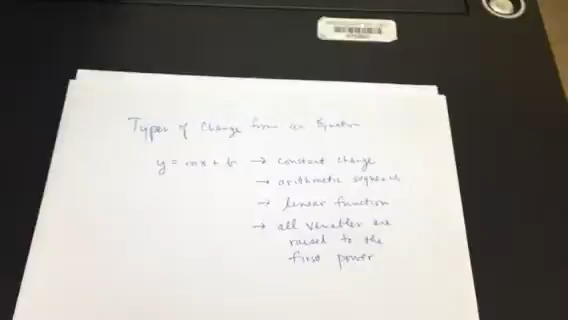 Types of Change from an Equation
y = mx + b → constant change
→ arithmetic sequence
→ linear function
→ all variables are
raised to the
first power